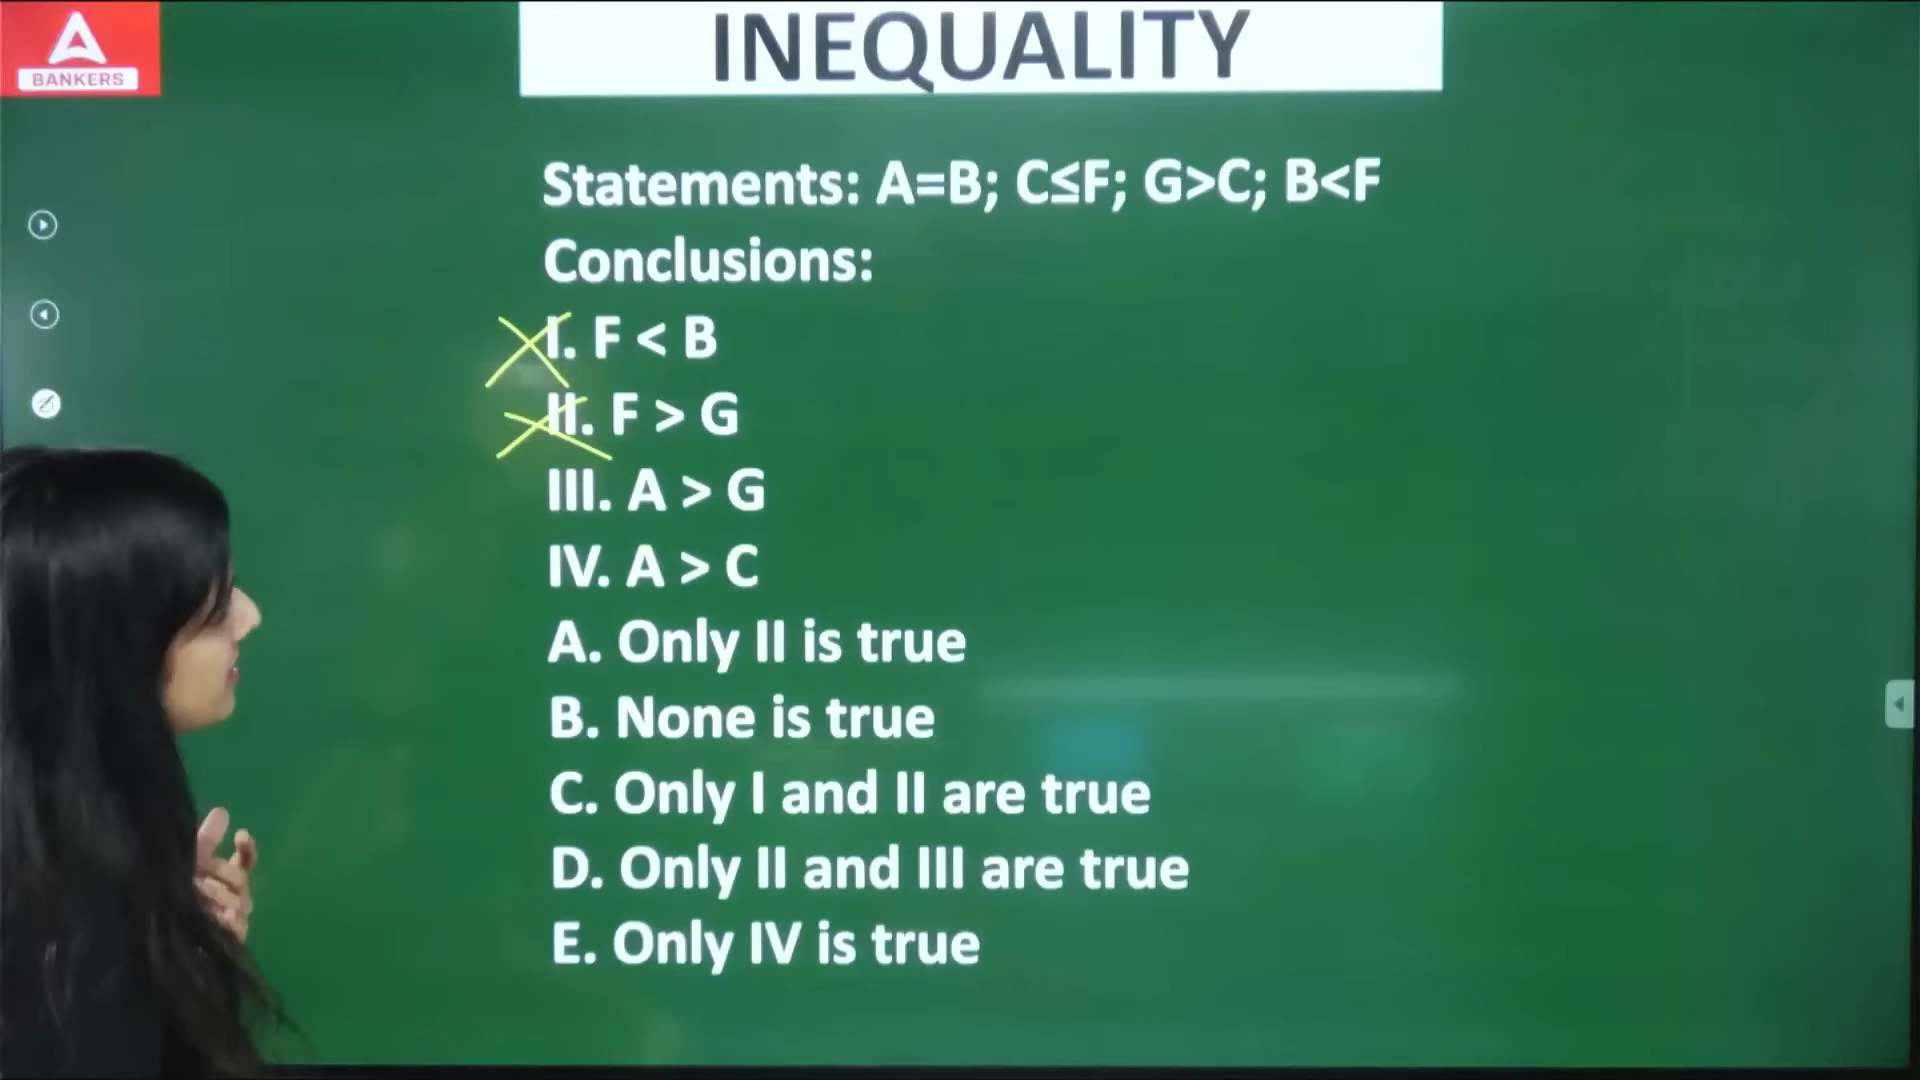 BANKERS
INEQUALITY
Statements: A=B; C≤F; G>C; B<F
Conclusions:
I. F < B
II. F > G
III. A > G
IV. A > C
A. Only II is true
B. None is true
C. Only I and II are true
D. Only II and III are true
E. Only IV is true